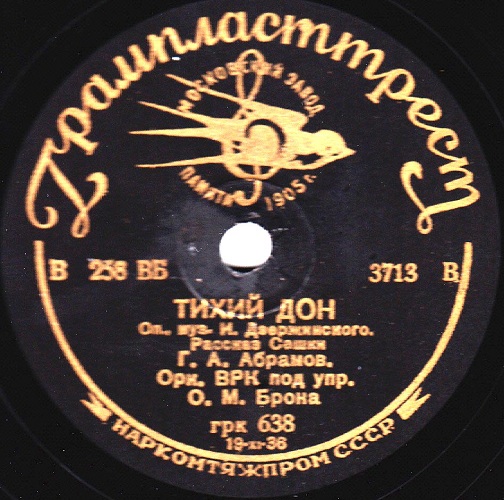 Грампласттрест
МОСКОВСКИЙ ЗАВОД
ПАМЯТИ 1905 г.
В 258 ВБ
3713 В
ТИХИЙ ДОН
Оп., муз. И. Дзержинского.
Рассказ Сашки
Г. А. Абрамов.
Орк. ВРК под упр.
О. М. Брона
грк 638
19-XI-36
НАРКОМТЯЖПРОМ СССР